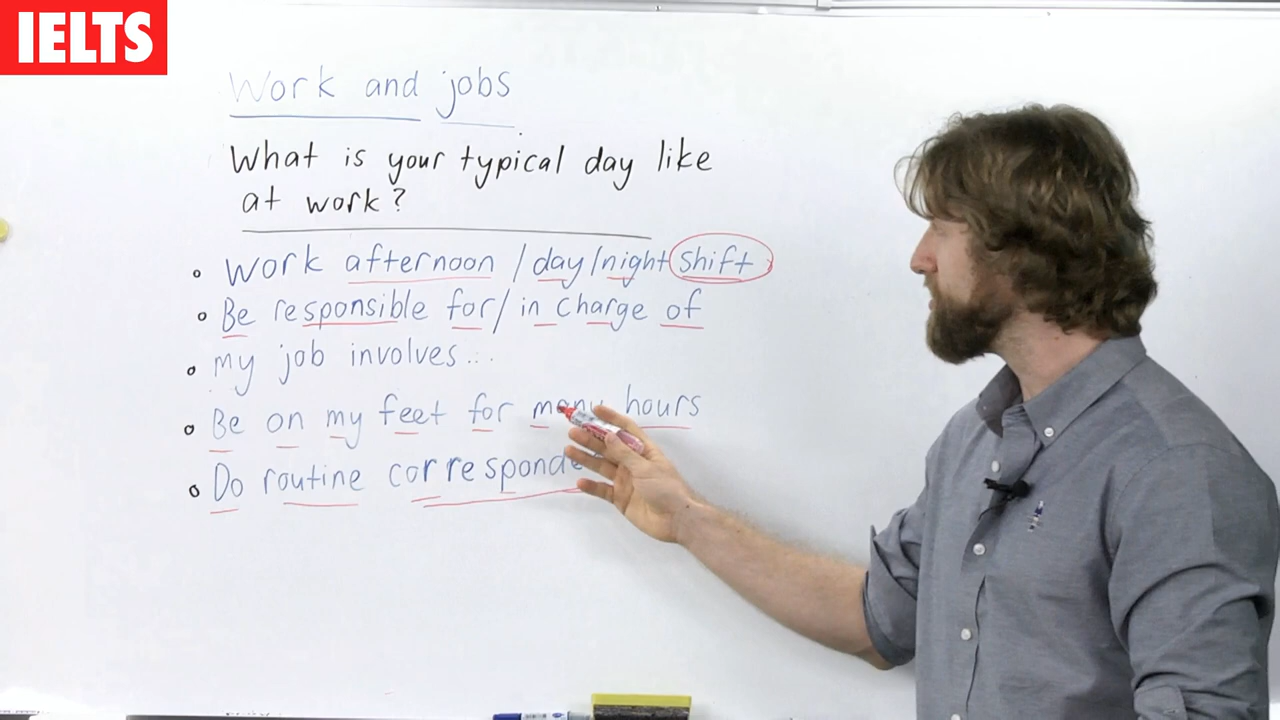 IELTS
Work and jobs
What is your typical day like
at work?
Work afternoon / day/night shift
Be responsible for/ in charge of
my job involves...
Be on my feet for many hours
Do routine